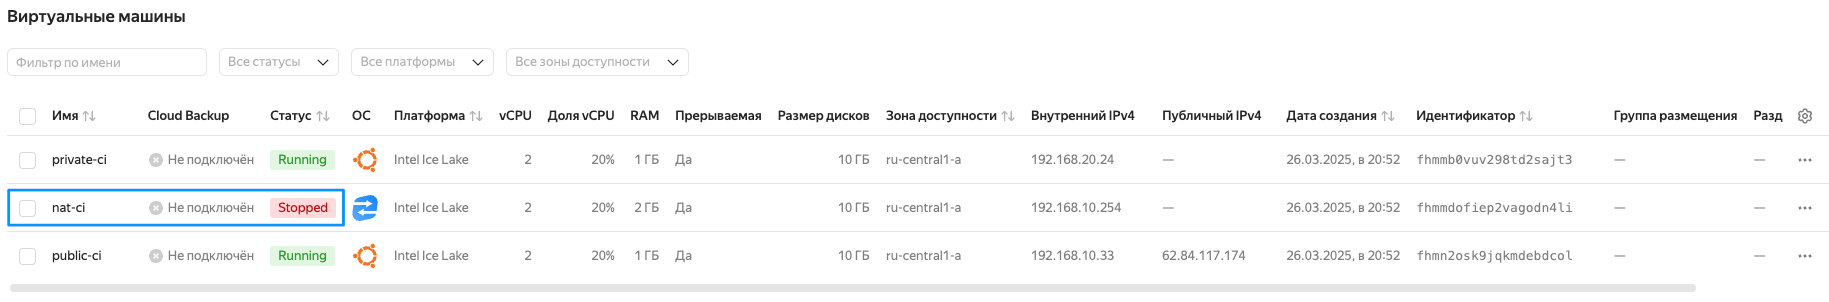 Виртуальные машины
Фильтр по имени Все статусы Все платформы Все зоны доступности
Имя Cloud Backup Статус ОС Платформа vCPU Доля vCPU RAM Прерываемая Размер дисков Зона доступности Внутренний IPv4 Публичный IPv4 Дата создания Идентификатор Группа размещения Разд
private-ci Не подключён Running Intel Ice Lake 2 20% 1 ГБ Да 10 ГБ ru-central1-a 192.168.20.24 — 26.03.2025, в 20:52 fhmmb0vuv298td2sajt3 — —
nat-ci Не подключён Stopped Intel Ice Lake 2 20% 2 ГБ Да 10 ГБ ru-central1-a 192.168.10.254 — 26.03.2025, в 20:52 fhmmdofiep2vagodn4li — —
public-ci Не подключён Running Intel Ice Lake 2 20% 1 ГБ Да 10 ГБ ru-central1-a 192.168.10.33 62.84.117.174 26.03.2025, в 20:52 fhmn2osk9jqkmdebdcol — —